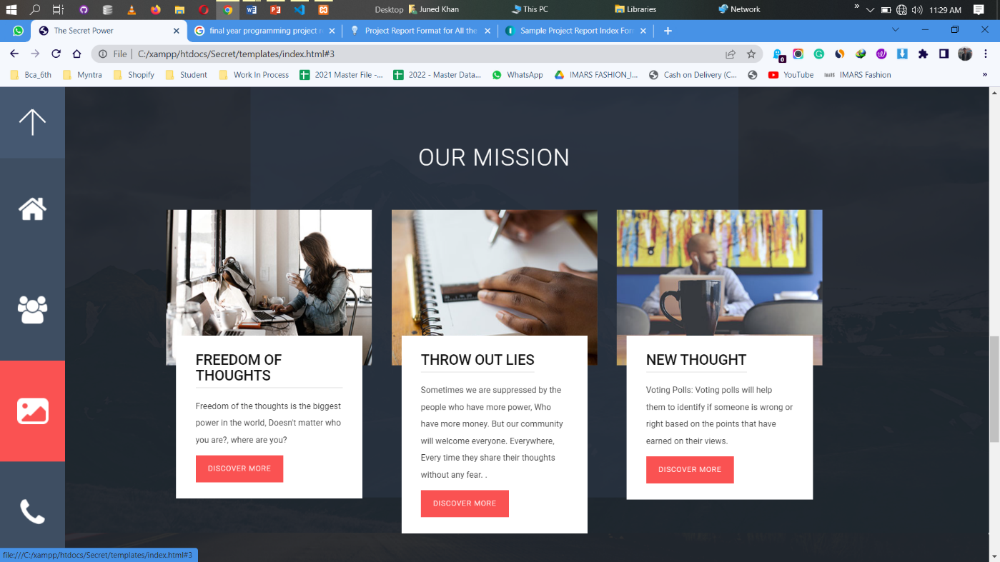 Desktop
Juned Khan
This PC
Libraries
Network
»
11:29 AM
The Secret Power
final year programming project r
Project Report Format for All the
Sample Project Report Index For
File
C:/xampp/htdocs/Secret/templates/index.html#3
0
Bca_6th
Myntra
Shopify
Student
Work In Process
2021 Master File -...
2022 - Master Data...
WhatsApp
IMARS FASHION_I...
Cash on Delivery (C...
YouTube
IMARS Fashion
»
OUR MISSION
FREEDOM OF
THOUGHTS
Freedom of the thoughts is the biggest
power in the world, Doesn't matter who
you are?, where are you?
DISCOVER MORE
THROW OUT LIES
Sometimes we are suppressed by the
people who have more power, Who
have more money. But our community
will welcome everyone. Everywhere,
Every time they share their thoughts
without any fear. .
DISCOVER MORE
NEW THOUGHT
Voting Polls: Voting polls will help
them to identify if someone is wrong or
right based on the points that have
earned on their views.
DISCOVER MORE
file:///C:/xampp/htdocs/Secret/templates/index.html#3